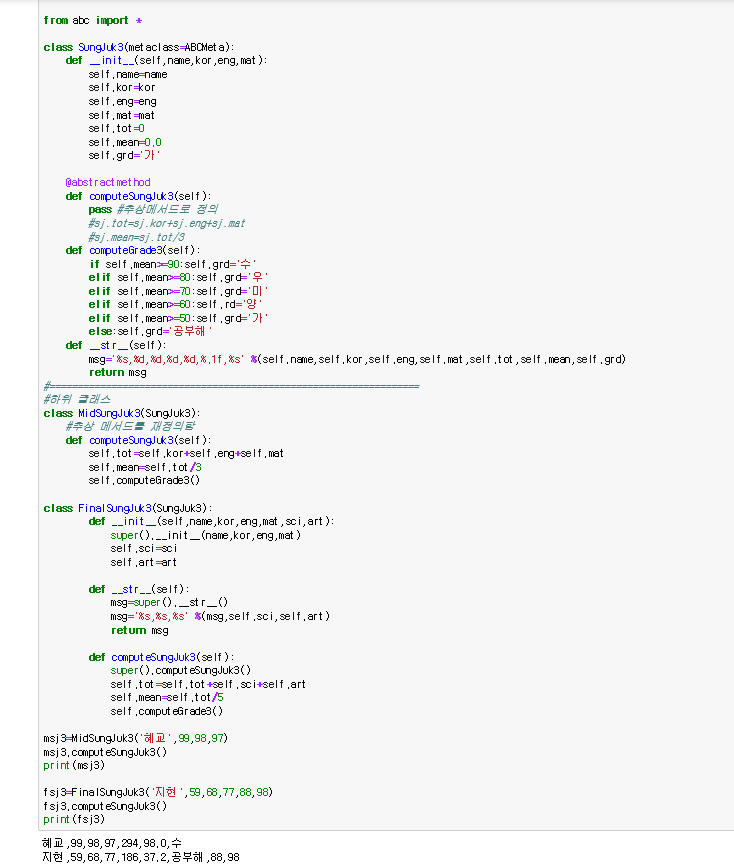 from abc import *
class SungJuk3(metaclass=ABCMeta):
    def __init__(self,name,kor,eng,mat):
        self.name=name
        self.kor=kor
        self.eng=eng
        self.mat=mat
        self.tot=0
        self.mean=0.0
        self.grd='가'
    @abstractmethod
    def computeSungJuk3(self):
        pass #추상메서드로 정의
        #sj.tot=sj.kor+sj.eng+sj.mat
        #sj.mean=sj.tot/3
    def computeGrade3(self):
        if self.mean>=90:self.grd='수'
        elif self.mean>=80:self.grd='우'
        elif self.mean>=70:self.grd='미'
        elif self.mean>=60:self.rd='양'
        elif self.mean>=50:self.grd='가'
        else:self.grd='공부해'
    def __str__(self):
        msg='%s,%d,%d,%d,%d,%.1f,%s' %(self.name,self.kor,self.eng,self.mat,self.tot,self.mean,self.grd)
        return msg
#=================================================================
#하위 클래스
class MidSungJuk3(SungJuk3):
    #추상 메서드를 재정의함
    def computeSungJuk3(self):
        self.tot=self.kor+self.eng+self.mat
        self.mean=self.tot/3
        self.computeGrade3()
class FinalSungJuk3(SungJuk3):
        def __init__(self,name,kor,eng,mat,sci,art):
            super().__init__(name,kor,eng,mat)
            self.sci=sci
            self.art=art
        def __str__(self):
            msg=super().__str__()
            msg='%s,%s,%s' %(msg,self.sci,self.art)
            return msg
        def computeSungJuk3(self):
            super().computeSungJuk3()
            self.tot=self.tot+self.sci+self.art
            self.mean=self.tot/5
            self.computeGrade3()
msj3=MidSungJuk3('혜교',99,98,97)
msj3.computeSungJuk3()
print(msj3)
fsj3=FinalSungJuk3('지현',59,68,77,88,98)
fsj3.computeSungJuk3()
print(fsj3)
혜교,99,98,97,294,98.0,수
지현,59,68,77,186,37.2,공부해,88,98